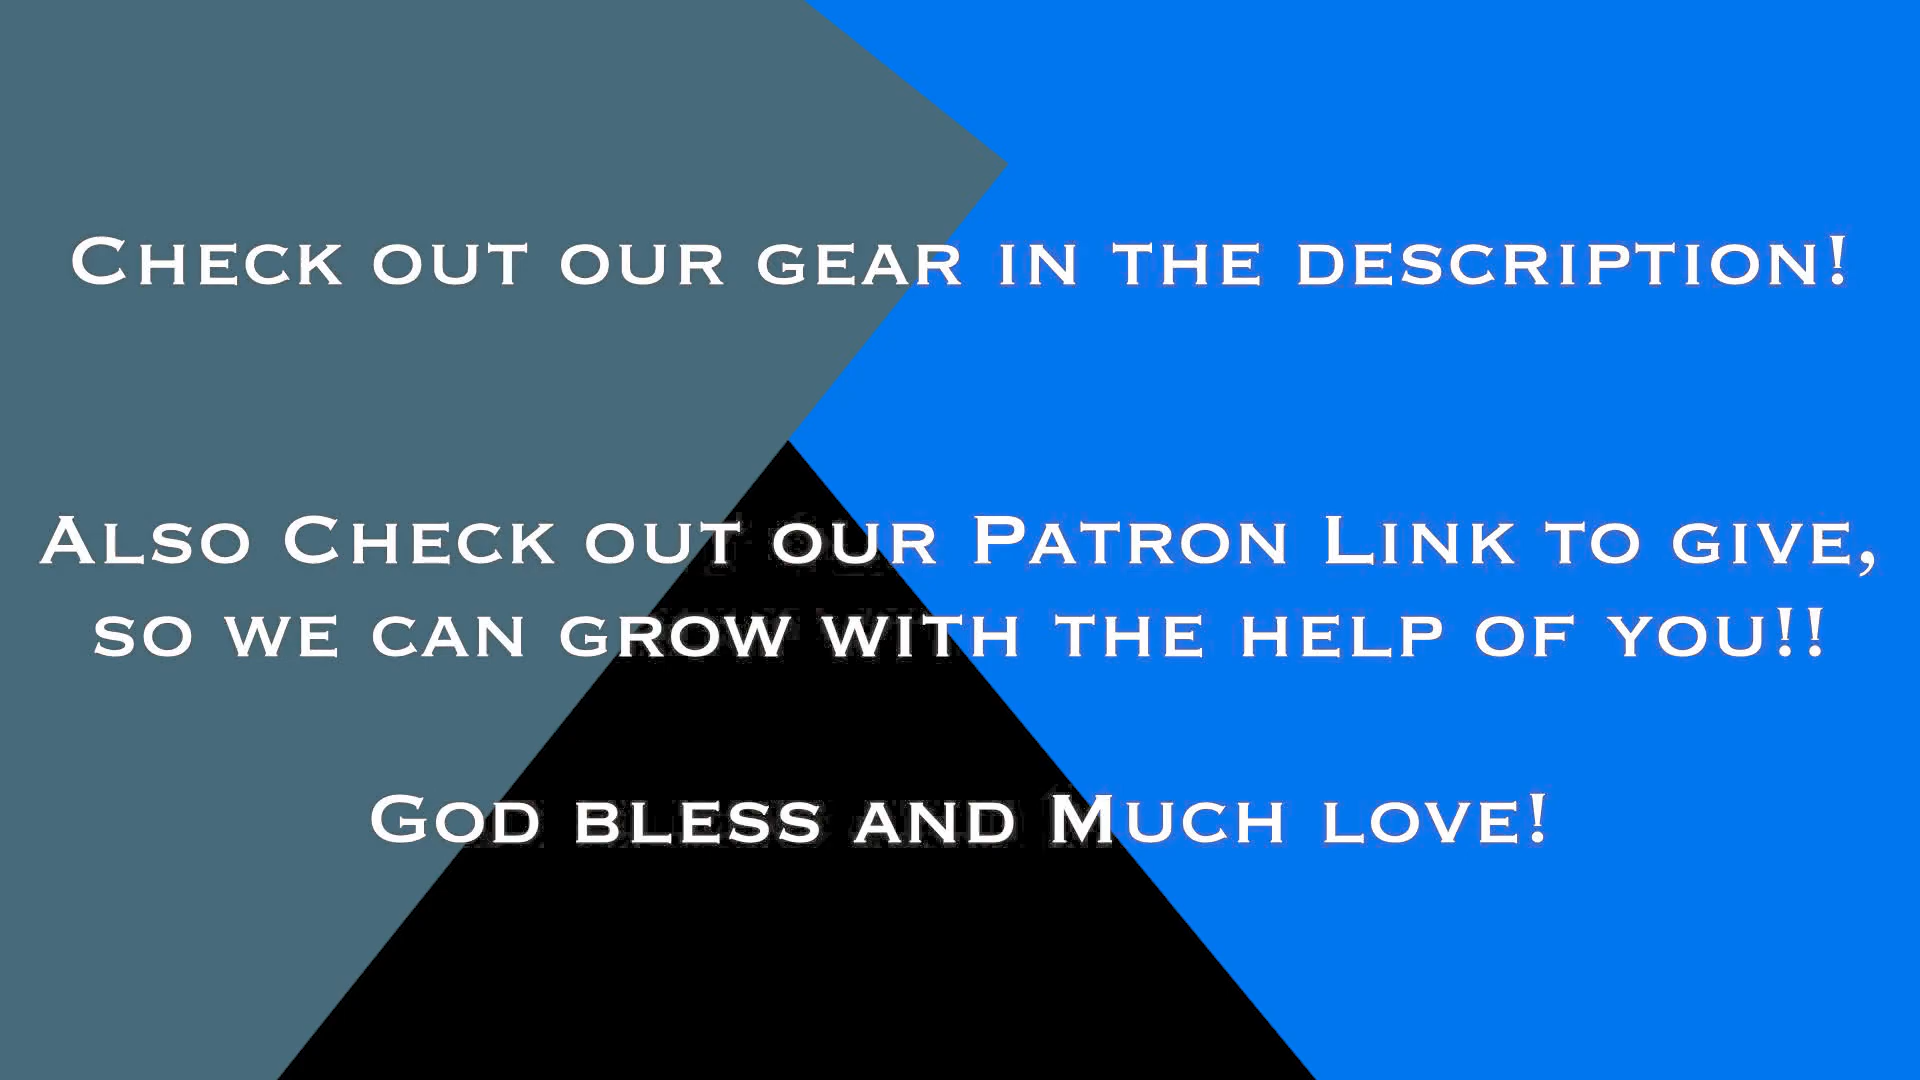 Check out our gear in the description!
Also Check out our Patron Link to give,
so we can grow with the help of you!!
God bless and Much love!